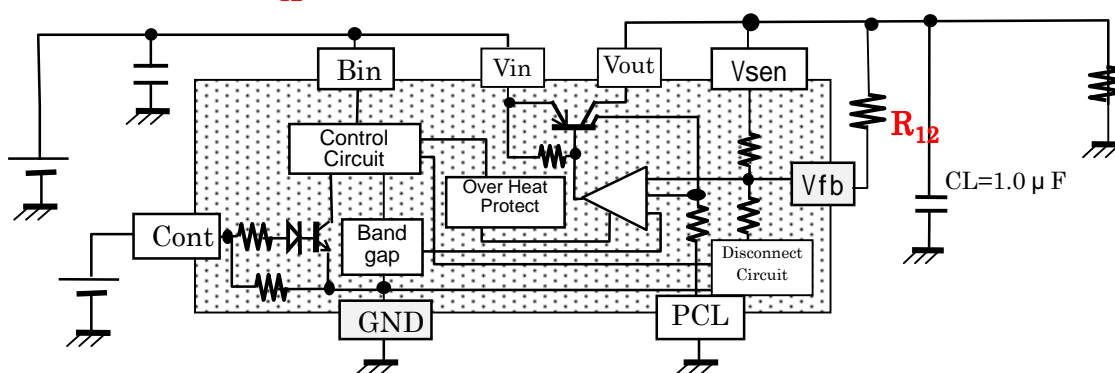 Bin
Vin
Vout
Vsen
Control
Circuit
R12
Over Heat
Protect
Vfb
CL=1.0 μ F
Cont
Band
gap
Disconnect
Circuit
GND
PCL